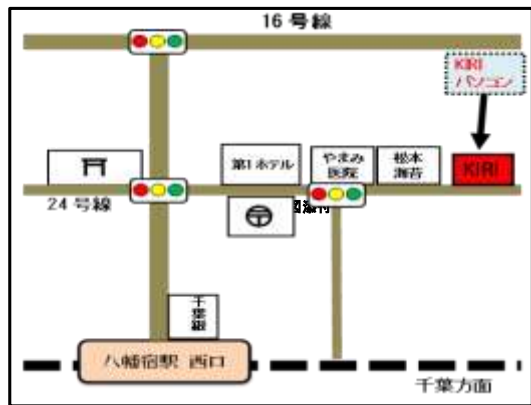 16号線
KIRI
パソコン
第1ホテル
やまみ
医院
松本
海苔
KIRI
24号線
千葉銀
八幡宿駅 西口
千葉方面